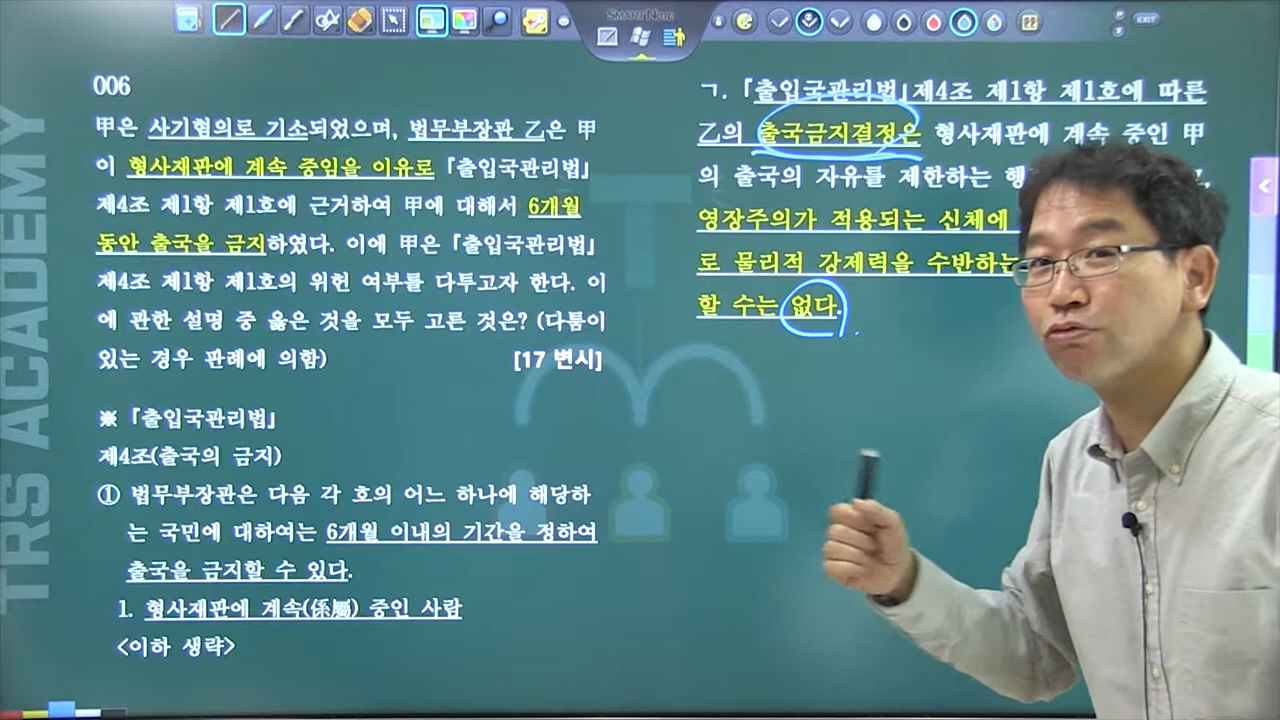 SMART NOTE
EXIT
TRS ACADEMY
006
甲은 사기혐의로 기소되었으며, 법무부장관 乙은 甲
이 형사재판에 계속 중임을 이유로 「출입국관리법」
제4조 제1항 제1호에 근거하여 甲에 대해서 6개월
동안 출국을 금지하였다. 이에 甲은 「출입국관리법」
제4조 제1항 제1호의 위헌 여부를 다투고자 한다. 이
에 관한 설명 중 옳은 것을 모두 고른 것은? (다툼이
있는 경우 판례에 의함) [17 변시]
※ 「출입국관리법」
제4조(출국의 금지)
① 법무부장관은 다음 각 호의 어느 하나에 해당하
는 국민에 대하여는 6개월 이내의 기간을 정하여
출국을 금지할 수 있다.
1. 형사재판에 계속(係屬) 중인 사람
<이하 생략>
ㄱ. 「출입국관리법」 제4조 제1항 제1호에 따른
乙의 출국금지결정은 형사재판에 계속 중인 甲
의 출국의 자유를 제한하는
영장주의가 적용되는 신체에
로 물리적 강제력을 수반하는
할 수는 없다.